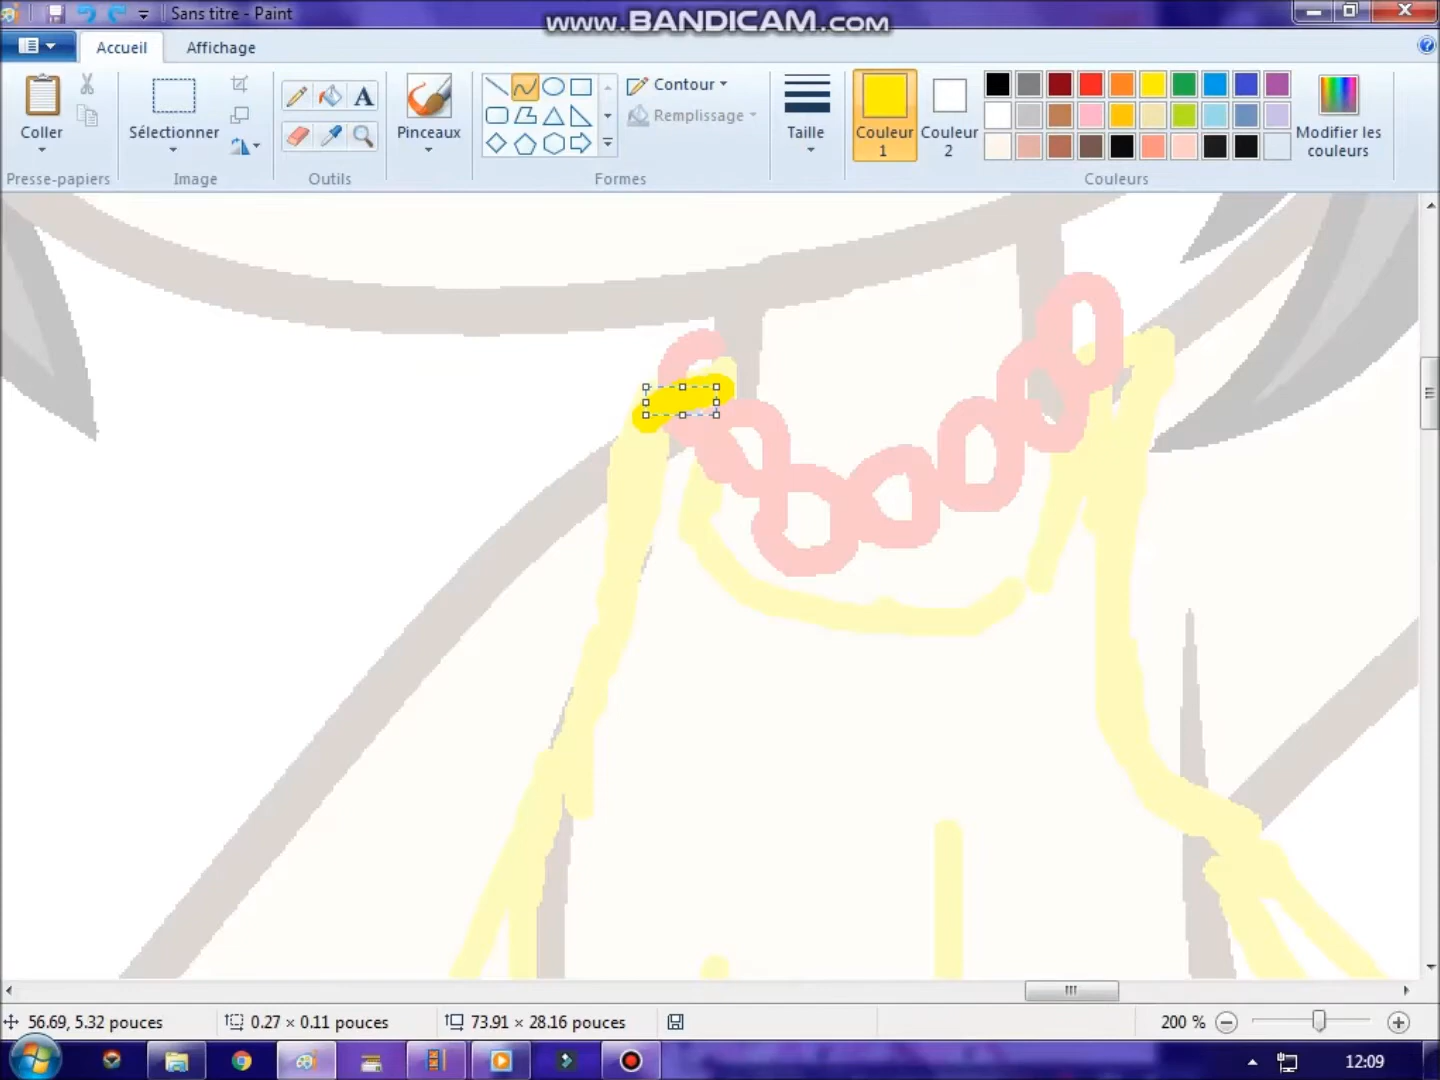 Sans titre - Paint
www.BANDICAM.com
Accueil
Affichage
Coller
Sélectionner
A
Pinceaux
Contour
Remplissage
Taille
Couleur
1
Couleur
2
Modifier les
couleurs
Presse-papiers
Image
Outils
Formes
Couleurs
56.69, 5.32 pouces
0.27 × 0.11 pouces
73.91 × 28.16 pouces
200 %
12:09